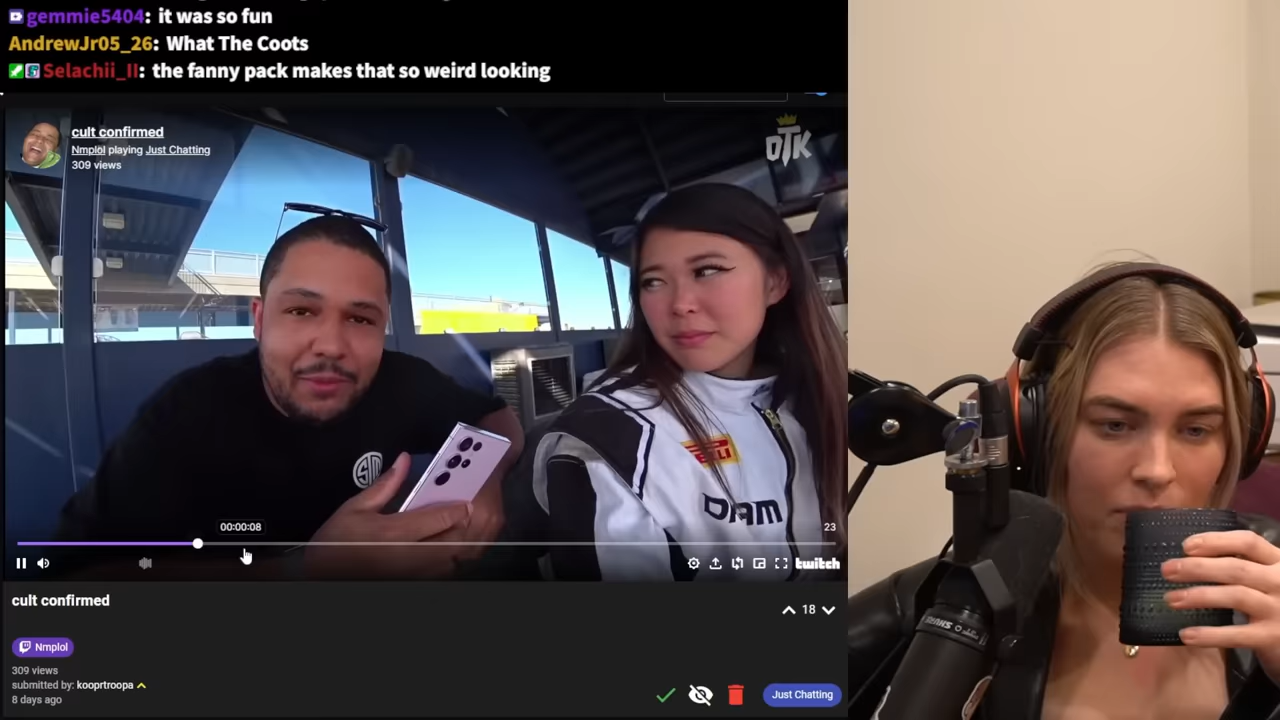 gemmie5404: it was so fun
AndrewJr05_26: What The Coots
Selachii_II: the fanny pack makes that so weird looking
cult confirmed
Nmplol playing Just Chatting
309 views
OTK
DAM
00:00:08
23
twitch
cult confirmed
18
Nmplol
309 views
submitted by: kooprtroopa
8 days ago
Just Chatting
SHURE